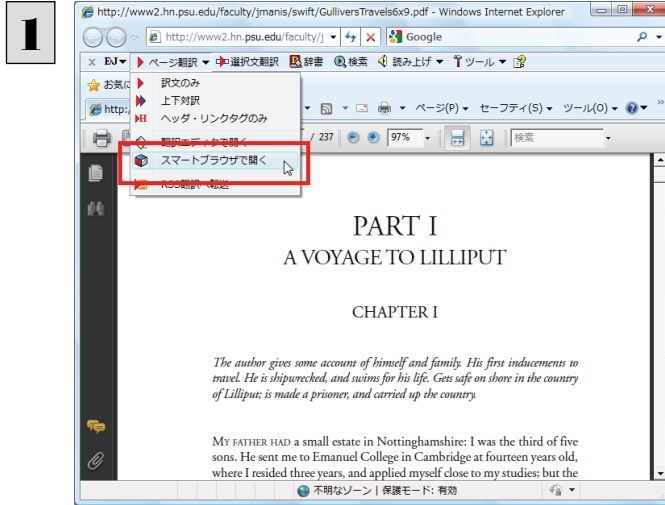 1
http://www2.hn.psu.edu/faculty/jmanis/swift/GulliversTravels6x9.pdf - Windows Internet Explorer
http://www2.hn.psu.edu/faculty/j
Google
× EJ ページ翻訳 選択文翻訳 辞書 検索 読み上げ ツール
お気に
訳文のみ
上下対訳
ヘッダ・リンクタグのみ
http:/
ページ(P) セーフティ(S) ツール(O)
翻訳エディタで開く
/ 237 97% 検索
スマートブラウザで開く
RSS翻訳へ転送
PART I
A VOYAGE TO LILLIPUT
CHAPTER I
The author gives some account of himself and family. His first inducements to
travel. He is shipwrecked, and swims for his life. Gets safe on shore in the country
of Lilliput; is made a prisoner, and carried up the country.
MY FATHER HAD a small estate in Nottinghamshire: I was the third of five
sons. He sent me to Emanuel College in Cambridge at fourteen years old,
where I resided three years, and applied myself close to my studies; but the
不明なゾーン | 保護モード: 有効